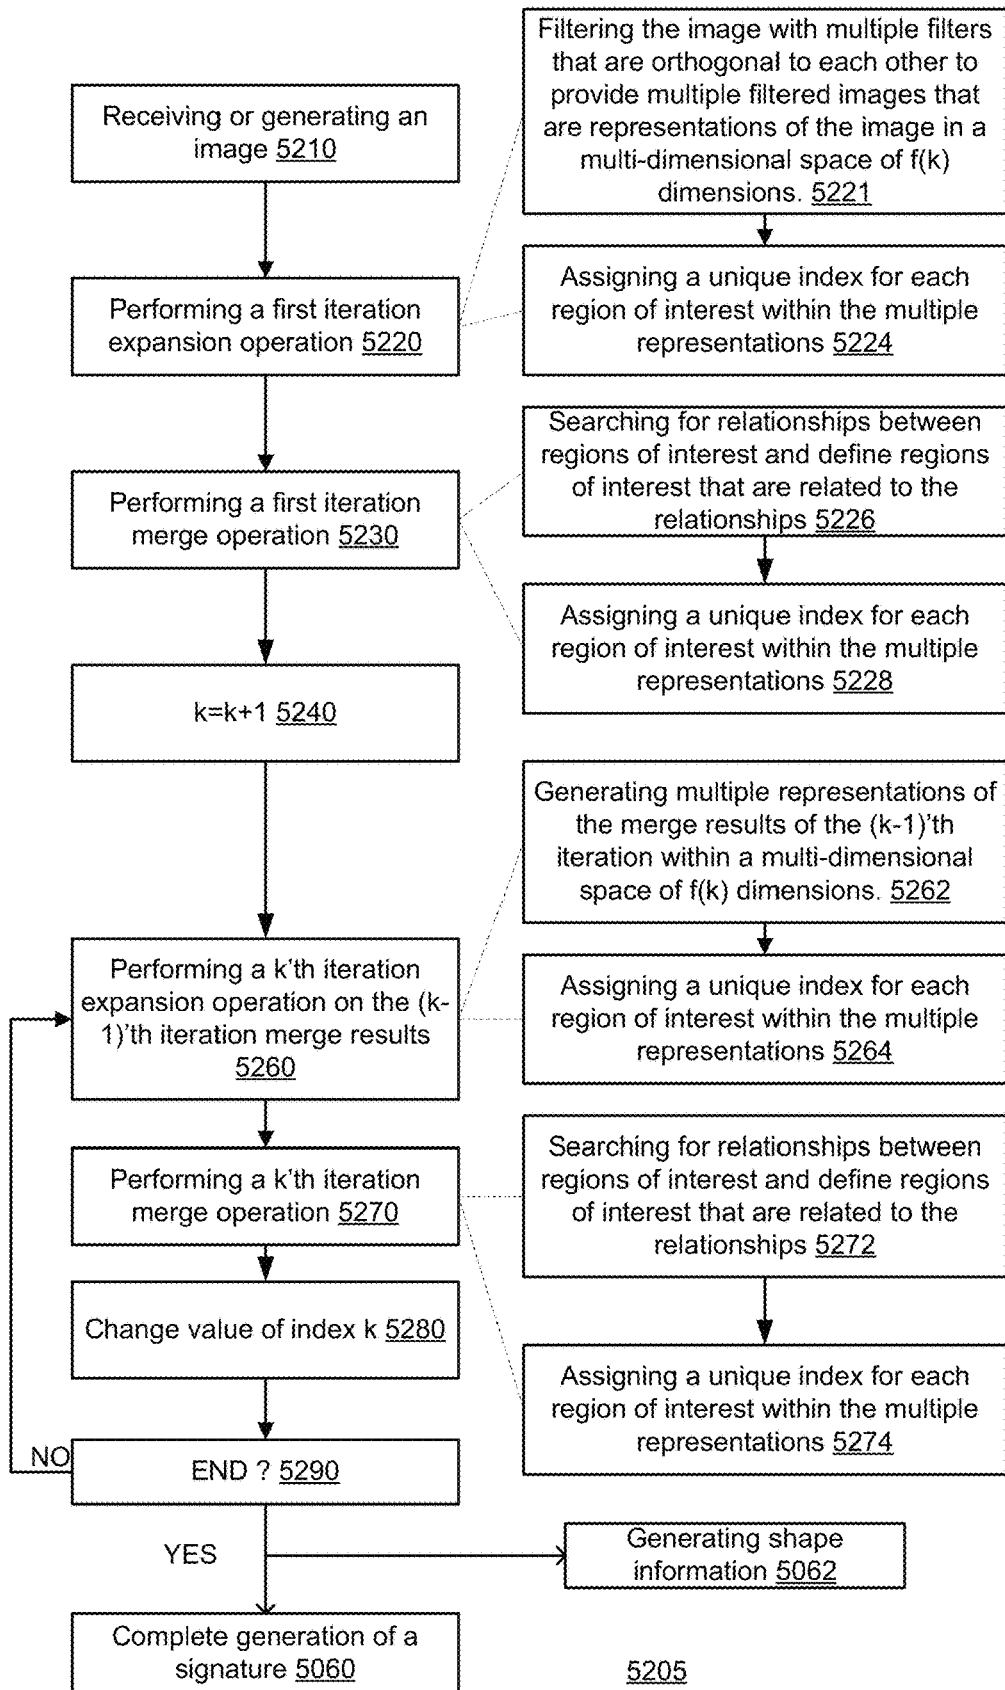 Filtering the image with multiple filters
that are orthogonal to each other to
provide multiple filtered images that
are representations of the image in a
multi-dimensional space of f(k)
dimensions. 5221
Receiving or generating an
image 5210
Assigning a unique index for each
region of interest within the multiple
representations 5224
Performing a first iteration
expansion operation 5220
Searching for relationships between
regions of interest and define regions
of interest that are related to the
relationships 5226
Performing a first iteration
merge operation 5230
Assigning a unique index for each
region of interest within the multiple
representations 5228
k=k+1 5240
Generating multiple representations of
the merge results of the (k-1)'th
iteration within a multi-dimensional
space of f(k) dimensions. 5262
Performing a k'th iteration
expansion operation on the (k-
1)'th iteration merge results
5260
Assigning a unique index for each
region of interest within the multiple
representations 5264
Performing a k'th iteration
merge operation 5270
Searching for relationships between
regions of interest and define regions
of interest that are related to the
relationships 5272
Change value of index k 5280
Assigning a unique index for each
region of interest within the multiple
representations 5274
NO
END ? 5290
YES
Generating shape
information 5062
Complete generation of a
signature 5060
5205